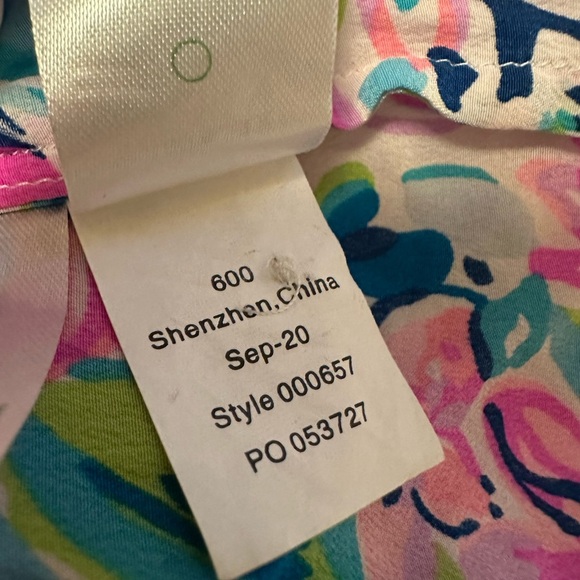 600
Shenzhen,China
Sep-20
Style 000657
PO 053727